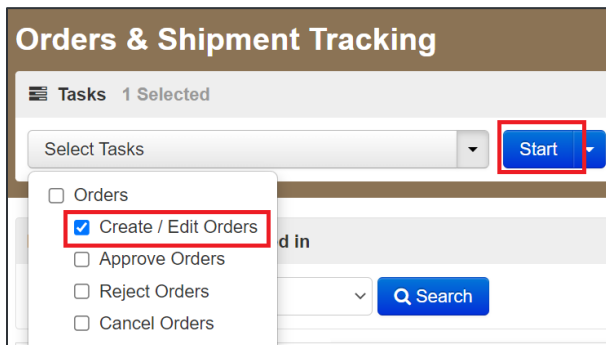 Orders & Shipment Tracking
Tasks 1 Selected
Select Tasks
Start
Orders
Create / Edit Orders
d in
Approve Orders
Reject Orders
Search
Cancel Orders